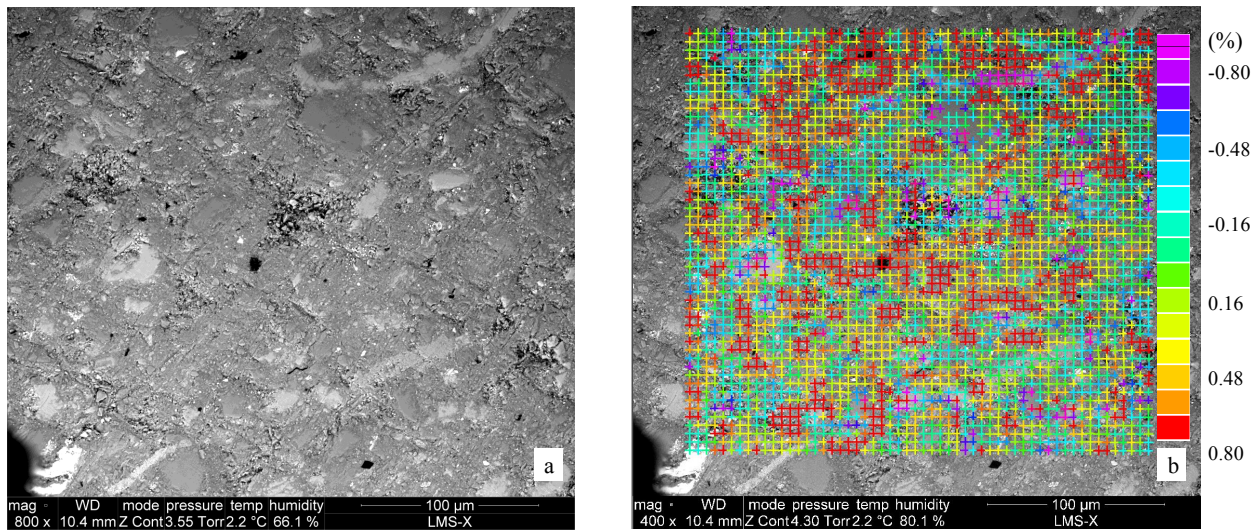 a
mag WD mode pressure temp humidity 100 μm
800 x 10.4 mm Z Cont 3.55 Torr 2.2 °C 66.1 % LMS-X
(%)
-0.80
-0.48
-0.16
0.16
0.48
0.80
b
mag WD mode pressure temp humidity 100 μm
400 x 10.4 mm Z Cont 4.30 Torr 2.2 °C 80.1 % LMS-X